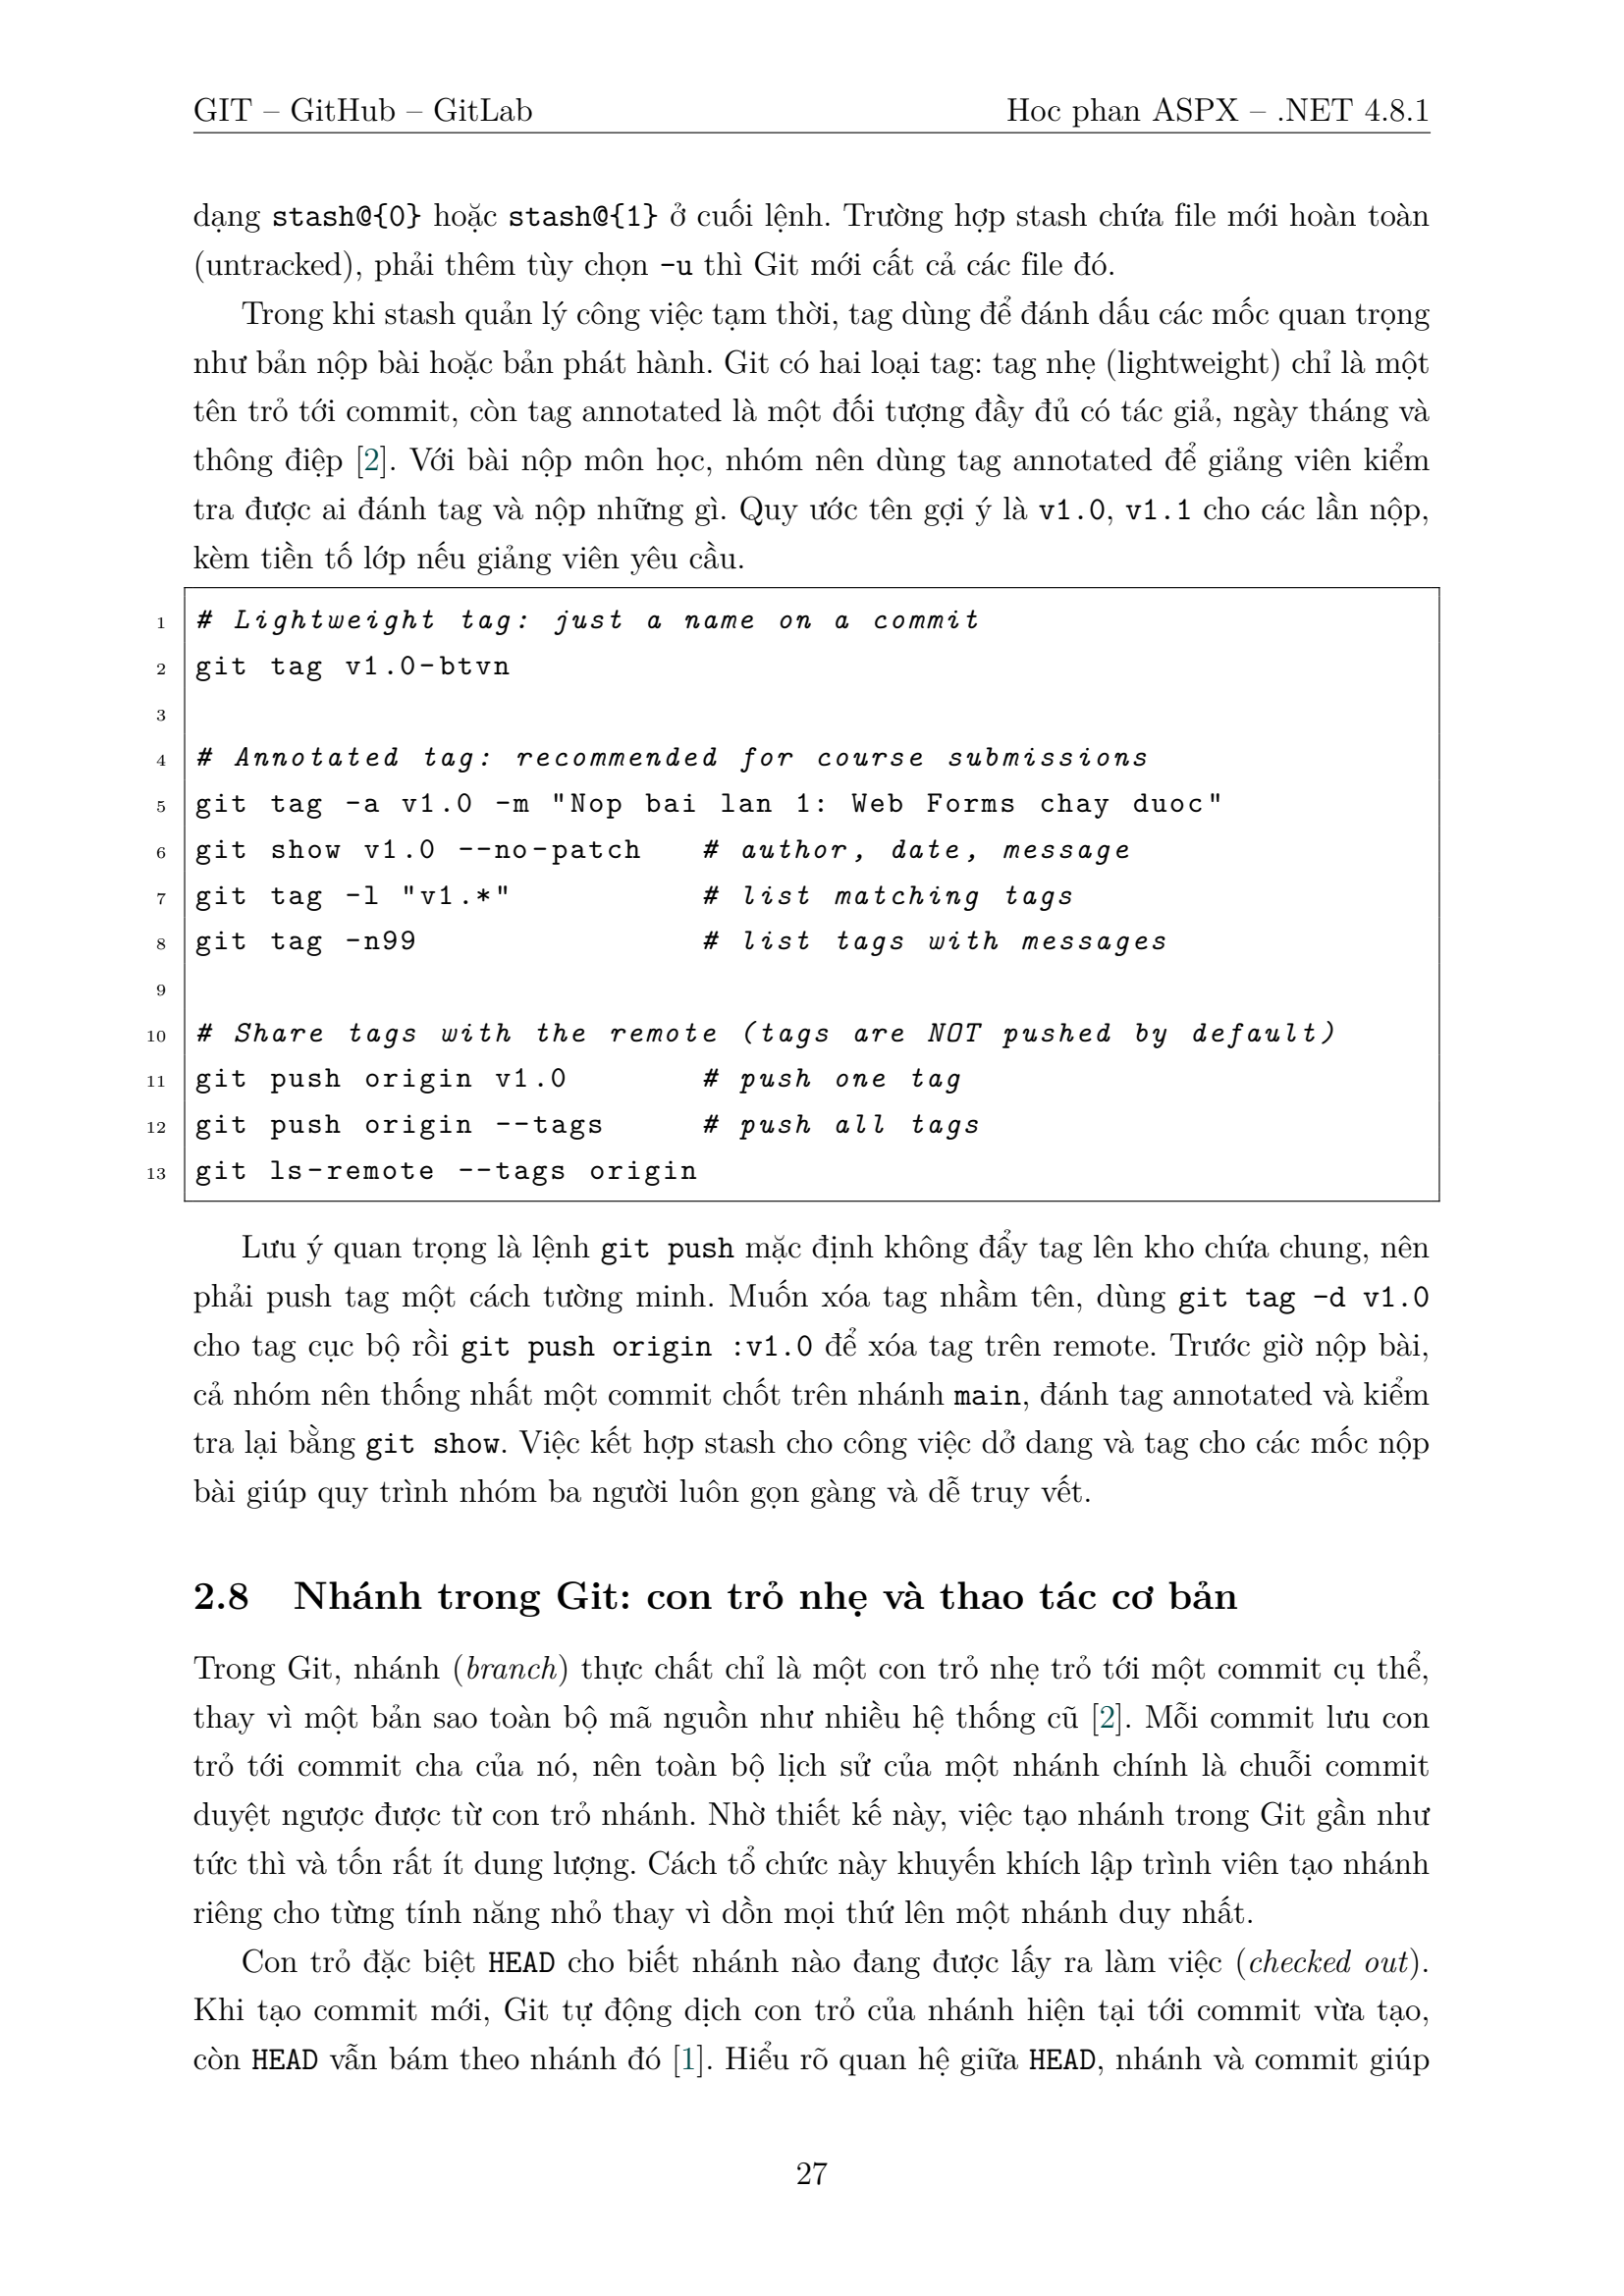 GIT – GitHub – GitLab
Hoc phan ASPX – .NET 4.8.1
dạng stash@{0} hoặc stash@{1} ở cuối lệnh. Trường hợp stash chứa file mới hoàn toàn
(untracked), phải thêm tùy chọn -u thì Git mới cất cả các file đó.
Trong khi stash quản lý công việc tạm thời, tag dùng để đánh dấu các mốc quan trọng
như bản nộp bài hoặc bản phát hành. Git có hai loại tag: tag nhẹ (lightweight) chỉ là một
tên trỏ tới commit, còn tag annotated là một đối tượng đầy đủ có tác giả, ngày tháng và
thông điệp [2]. Với bài nộp môn học, nhóm nên dùng tag annotated để giảng viên kiểm
tra được ai đánh tag và nộp những gì. Quy ước tên gợi ý là v1.0, v1.1 cho các lần nộp,
kèm tiền tố lớp nếu giảng viên yêu cầu.
1 # Lightweight tag: just a name on a commit
2 git tag v1.0-btvn
3
4 # Annotated tag: recommended for course submissions
5 git tag -a v1.0 -m "Nop bai lan 1: Web Forms chay duoc"
6 git show v1.0 --no-patch # author, date, message
7 git tag -l "v1.*" # list matching tags
8 git tag -n99 # list tags with messages
9
10 # Share tags with the remote (tags are NOT pushed by default)
11 git push origin v1.0 # push one tag
12 git push origin --tags # push all tags
13 git ls-remote --tags origin
Lưu ý quan trọng là lệnh git push mặc định không đẩy tag lên kho chứa chung, nên
phải push tag một cách tường minh. Muốn xóa tag nhầm tên, dùng git tag -d v1.0
cho tag cục bộ rồi git push origin :v1.0 để xóa tag trên remote. Trước giờ nộp bài,
cả nhóm nên thống nhất một commit chốt trên nhánh main, đánh tag annotated và kiểm
tra lại bằng git show. Việc kết hợp stash cho công việc dở dang và tag cho các mốc nộp
bài giúp quy trình nhóm ba người luôn gọn gàng và dễ truy vết.
2.8 Nhánh trong Git: con trỏ nhẹ và thao tác cơ bản
Trong Git, nhánh (branch) thực chất chỉ là một con trỏ nhẹ trỏ tới một commit cụ thể,
thay vì một bản sao toàn bộ mã nguồn như nhiều hệ thống cũ [2]. Mỗi commit lưu con
trỏ tới commit cha của nó, nên toàn bộ lịch sử của một nhánh chính là chuỗi commit
duyệt ngược được từ con trỏ nhánh. Nhờ thiết kế này, việc tạo nhánh trong Git gần như
tức thì và tốn rất ít dung lượng. Cách tổ chức này khuyến khích lập trình viên tạo nhánh
riêng cho từng tính năng nhỏ thay vì dồn mọi thứ lên một nhánh duy nhất.
Con trỏ đặc biệt HEAD cho biết nhánh nào đang được lấy ra làm việc (checked out).
Khi tạo commit mới, Git tự động dịch con trỏ của nhánh hiện tại tới commit vừa tạo,
còn HEAD vẫn bám theo nhánh đó [1]. Hiểu rõ quan hệ giữa HEAD, nhánh và commit giúp
27